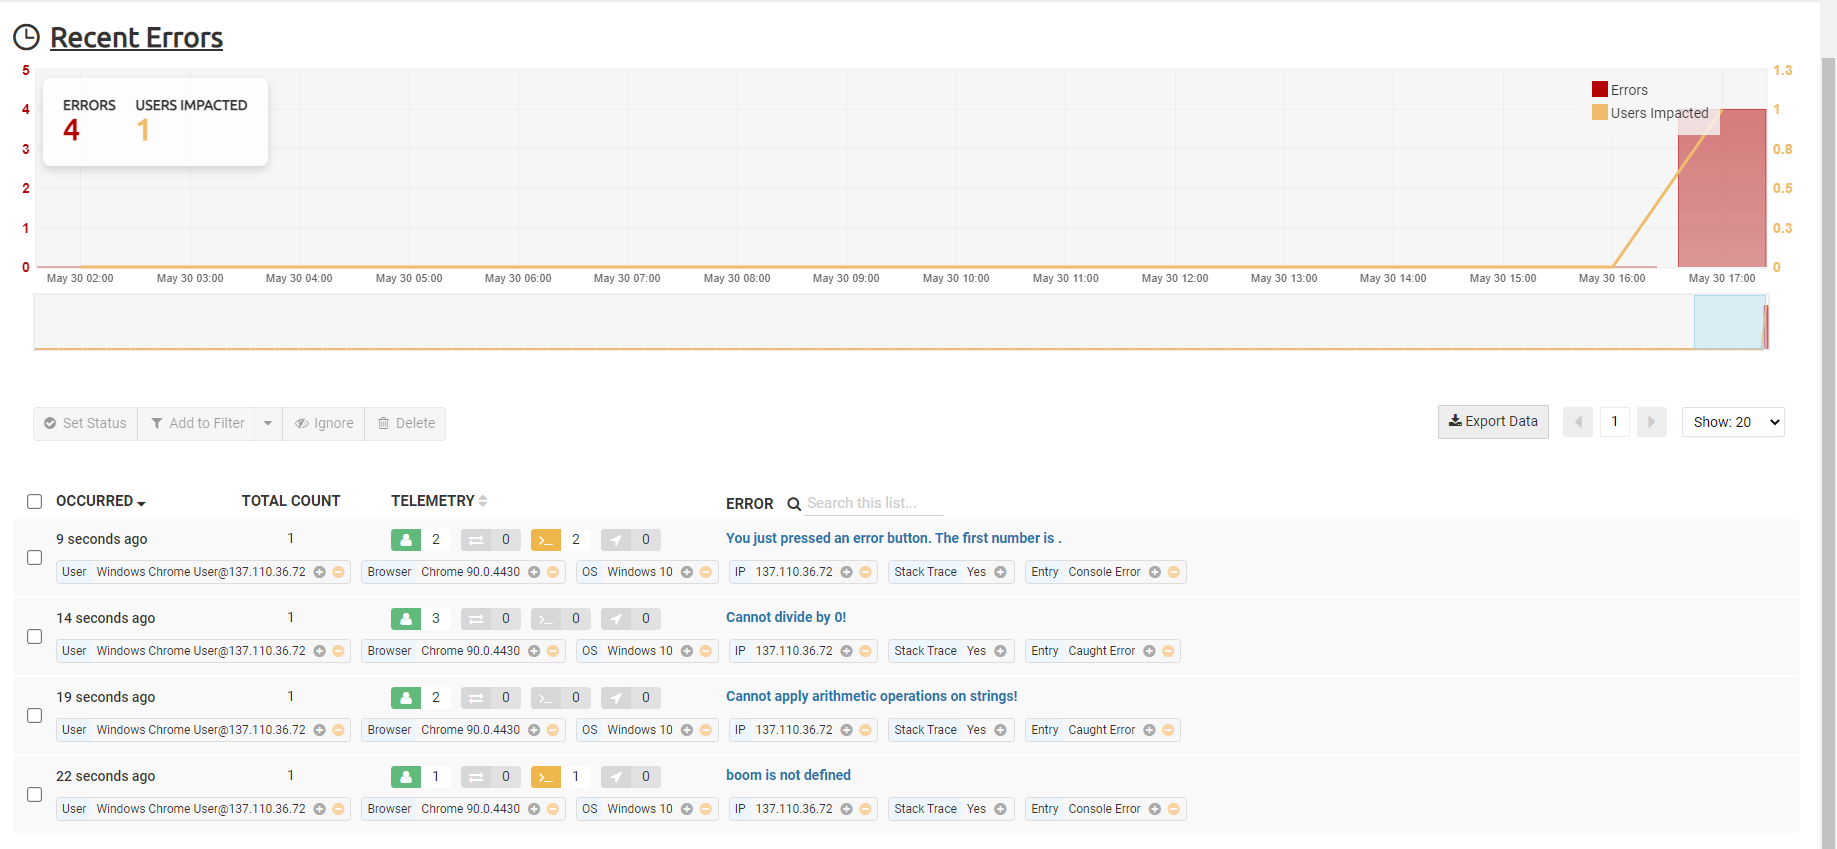 Recent Errors
5
4
3
2
1
0
ERRORS USERS IMPACTED
4 1
Errors
Users Impacted
1.3
1
0.8
0.5
0.3
0
May 30 02:00 May 30 03:00 May 30 04:00 May 30 05:00 May 30 06:00 May 30 07:00 May 30 08:00 May 30 09:00 May 30 10:00 May 30 11:00 May 30 12:00 May 30 13:00 May 30 14:00 May 30 15:00 May 30 16:00 May 30 17:00
Set Status Add to Filter Ignore Delete Export Data 1 Show: 20
OCCURRED TOTAL COUNT TELEMETRY ERROR Search this list...
9 seconds ago 1 2 0 >_ 2 0 You just pressed an error button. The first number is .
User Windows Chrome User@137.110.36.72 Browser Chrome 90.0.4430 OS Windows 10 IP 137.110.36.72 Stack Trace Yes Entry Console Error
14 seconds ago 1 3 0 >_ 0 0 Cannot divide by 0!
User Windows Chrome User@137.110.36.72 Browser Chrome 90.0.4430 OS Windows 10 IP 137.110.36.72 Stack Trace Yes Entry Caught Error
19 seconds ago 1 2 0 >_ 0 0 Cannot apply arithmetic operations on strings!
User Windows Chrome User@137.110.36.72 Browser Chrome 90.0.4430 OS Windows 10 IP 137.110.36.72 Stack Trace Yes Entry Caught Error
22 seconds ago 1 1 0 >_ 1 0 boom is not defined
User Windows Chrome User@137.110.36.72 Browser Chrome 90.0.4430 OS Windows 10 IP 137.110.36.72 Stack Trace Yes Entry Console Error